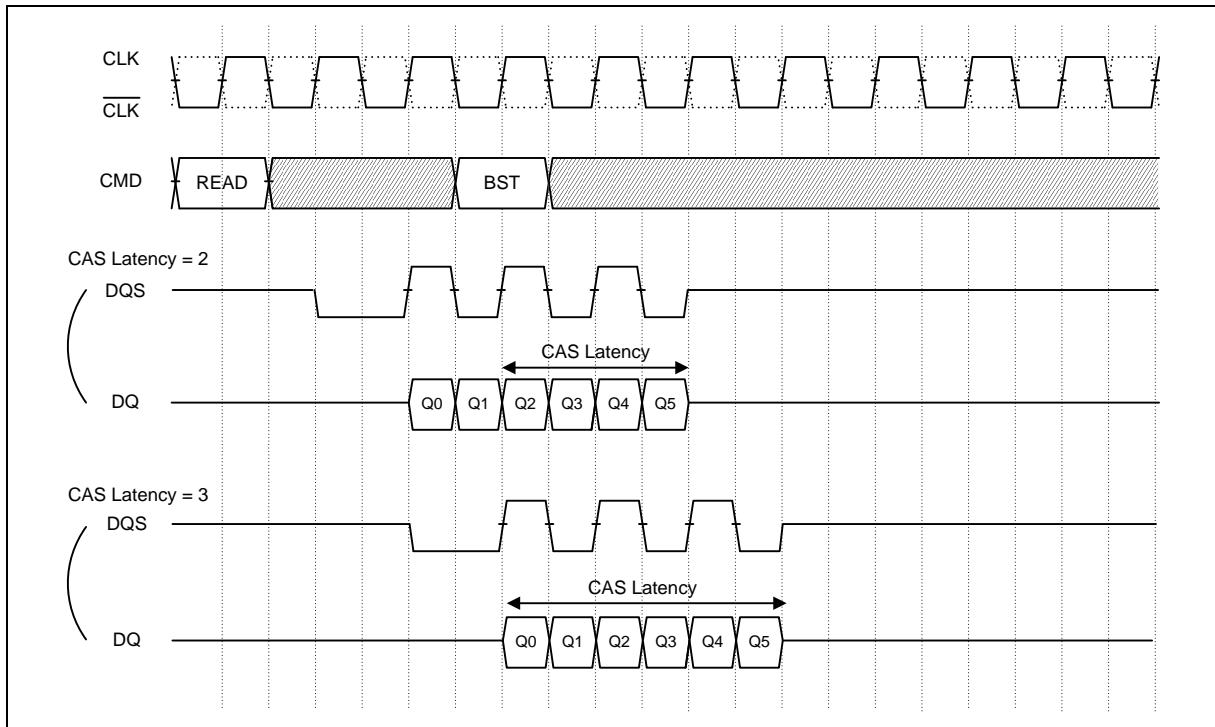 CLK
CLK
CMD
READ
BST
CAS Latency = 2
DQS
CAS Latency
DQ
Q0 Q1 Q2 Q3 Q4 Q5
CAS Latency = 3
DQS
CAS Latency
DQ
Q0 Q1 Q2 Q3 Q4 Q5